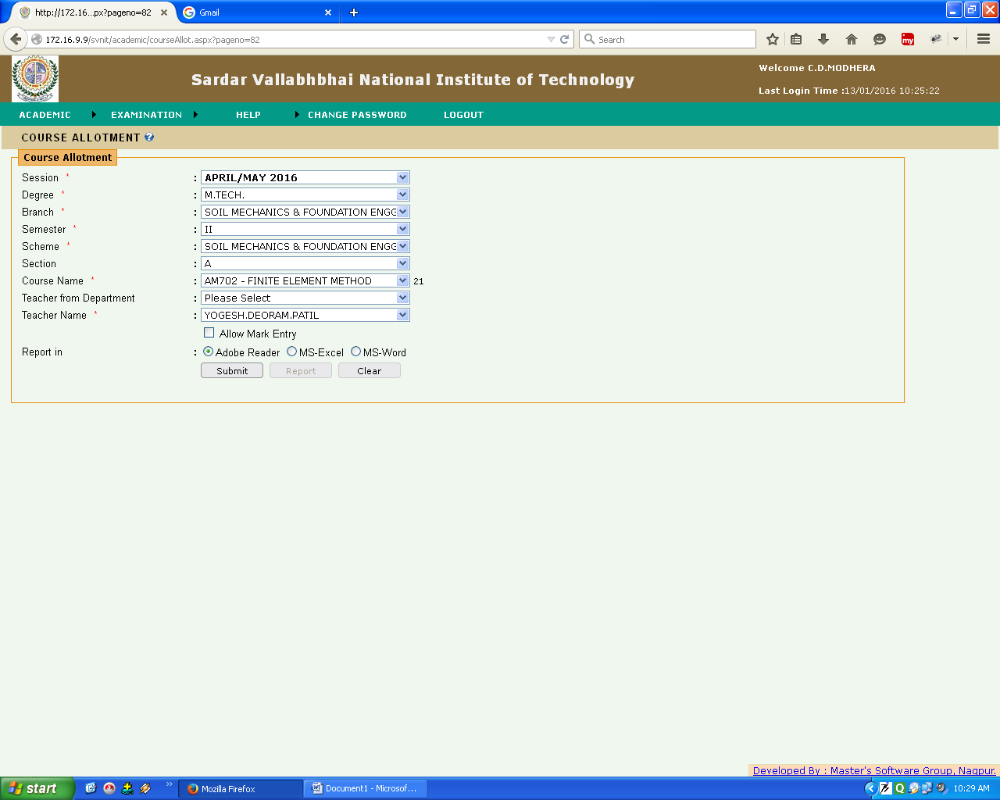 http://172.16...px?pageno=82
Gmail
172.16.9.9/svnit/academic/courseAllot.aspx?pageno=82
Search
my
Sardar Vallabhbhai National Institute of Technology
Welcome C.D.MODHERA
Last Login Time :13/01/2016 10:25:22
ACADEMIC EXAMINATION HELP CHANGE PASSWORD LOGOUT
COURSE ALLOTMENT ?
Course Allotment
Session * : APRIL/MAY 2016
Degree * : M.TECH.
Branch * : SOIL MECHANICS & FOUNDATION ENGG
Semester * : II
Scheme * : SOIL MECHANICS & FOUNDATION ENGG
Section : A
Course Name * : AM702 - FINITE ELEMENT METHOD 21
Teacher from Department : Please Select
Teacher Name * : YOGESH.DEORAM.PATIL
Allow Mark Entry
Report in : Adobe Reader MS-Excel MS-Word
Submit Report Clear
Developed By : Master's Software Group, Nagpur.
start
Mozilla Firefox
Document1 - Microsof...
10:29 AM